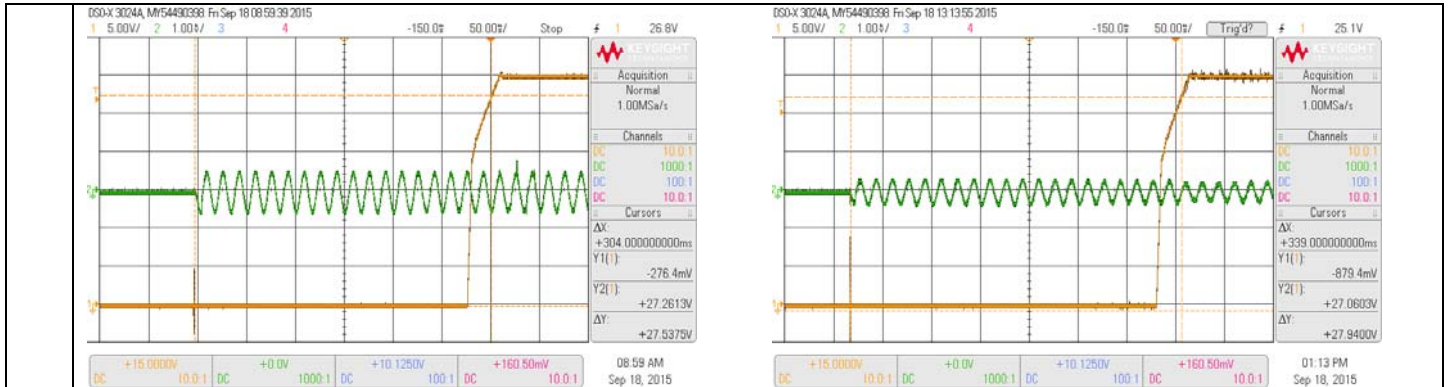 DSO-X 3024A, MY54490398: Fri Sep 18 08:59:39 2015
1 5.00V/ 2 1.00V/ 3 4 -150.0s 50.00s/ Stop 1 26.8V
KEYSIGHT
TECHNOLOGIES
Acquisition
Normal
1.00MSa/s
Channels
DC 10.0:1
DC 1000:1
DC 100:1
DC 10.0:1
Cursors
ΔX:
+304.000000000ms
Y1(1):
-276.4mV
Y2(1):
+27.2613V
ΔY:
+27.5375V
+15.0000V +0.0V +10.1250V +160.50mV
DC 10.0:1 DC 1000:1 DC 100:1 DC 10.0:1
08:59 AM
Sep 18, 2015
DSO-X 3024A, MY54490398: Fri Sep 18 13:13:55 2015
1 5.00V/ 2 1.00V/ 3 4 -150.0s 50.00s/ Trig'd? 1 25.1V
KEYSIGHT
TECHNOLOGIES
Acquisition
Normal
1.00MSa/s
Channels
DC 10.0:1
DC 1000:1
DC 100:1
DC 10.0:1
Cursors
ΔX:
+339.000000000ms
Y1(1):
-879.4mV
Y2(1):
+27.0603V
ΔY:
+27.9400V
+15.0000V +0.0V +10.1250V +160.50mV
DC 10.0:1 DC 1000:1 DC 100:1 DC 10.0:1
01:13 PM
Sep 18, 2015